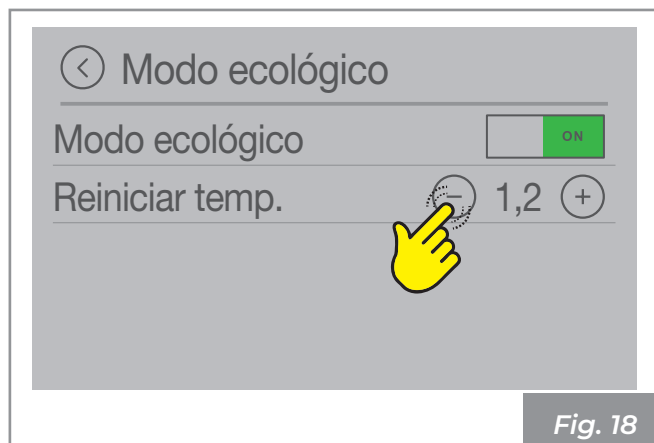 Modo ecológico
Modo ecológico ON
Reiniciar temp. 1,2
Fig. 18